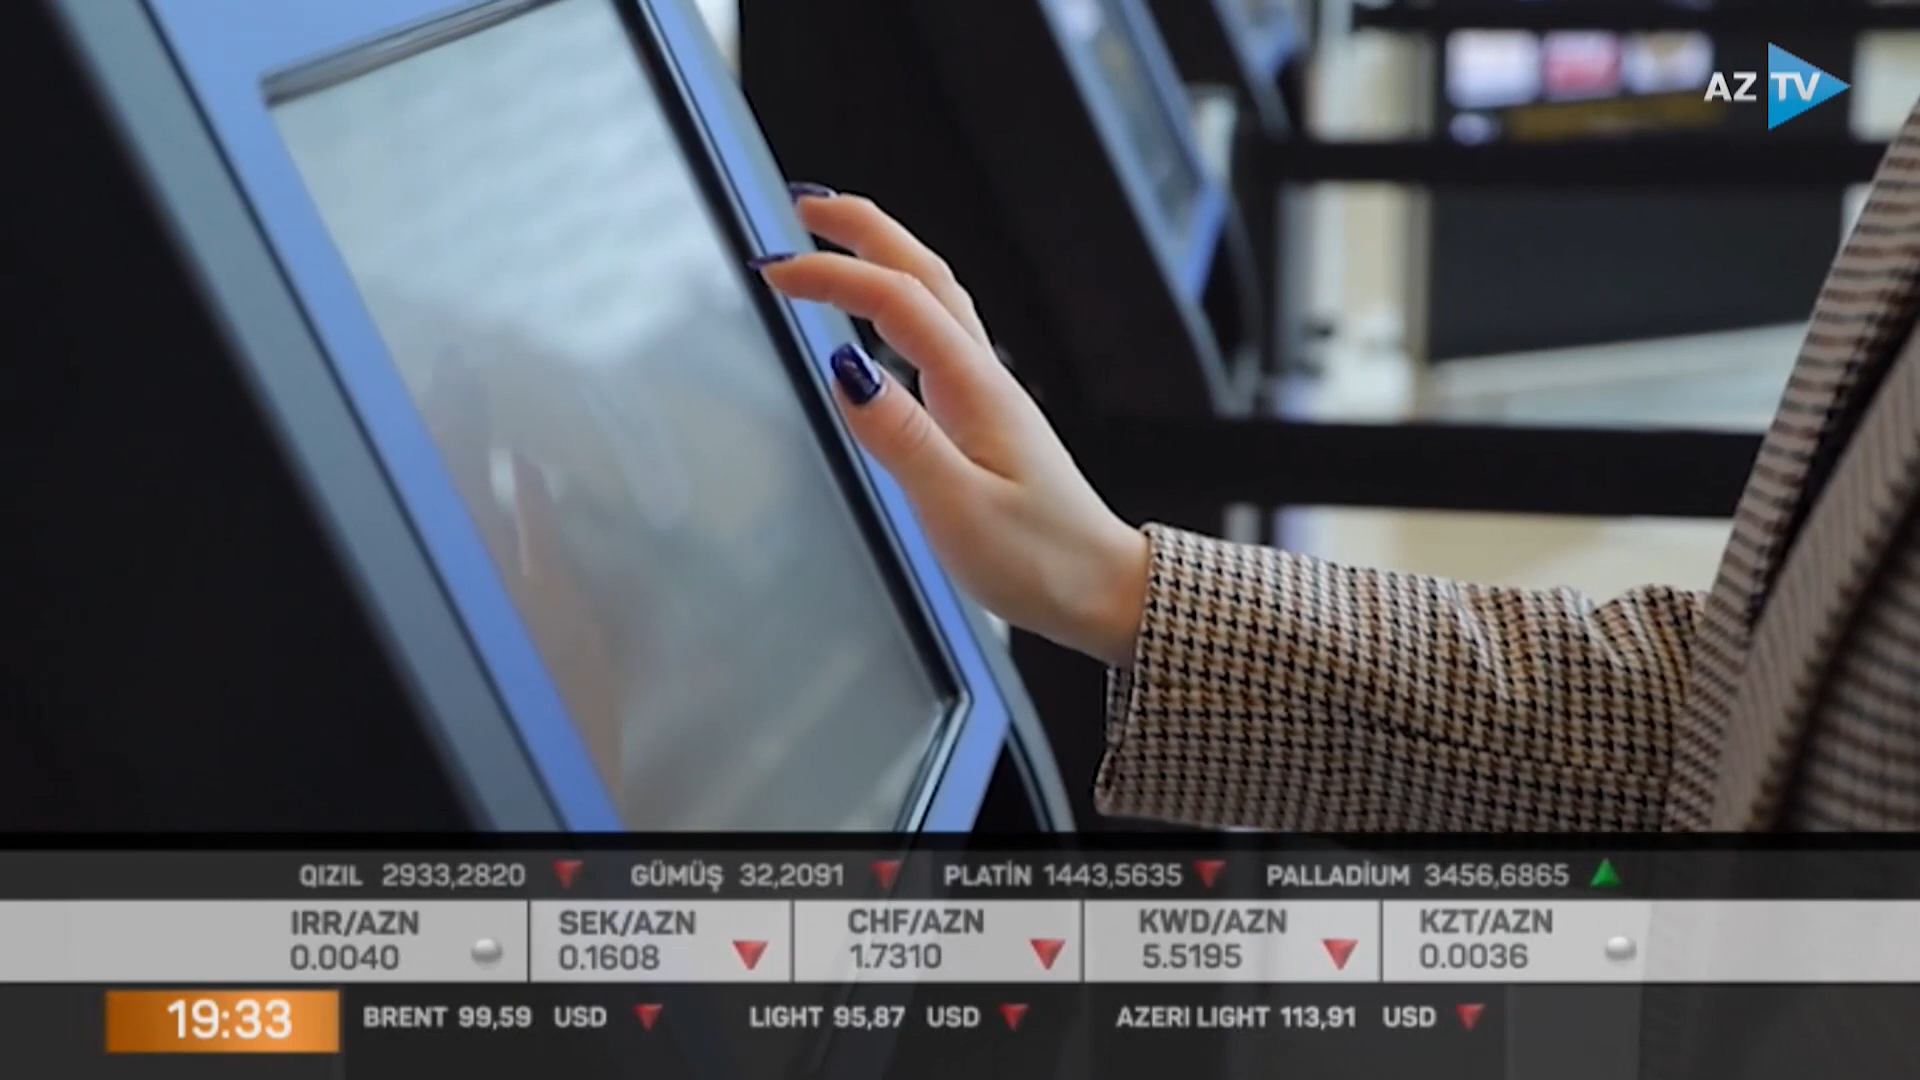 AZ TV
QIZIL 2933,2820 GÜMÜŞ 32,2091 PLATİN 1443,5635 PALLADİUM 3456,6865
IRR/AZN SEK/AZN CHF/AZN KWD/AZN KZT/AZN
0.0040 0.1608 1.7310 5.5195 0.0036
19:33 BRENT 99,59 USD LIGHT 95,87 USD AZERI LIGHT 113,91 USD